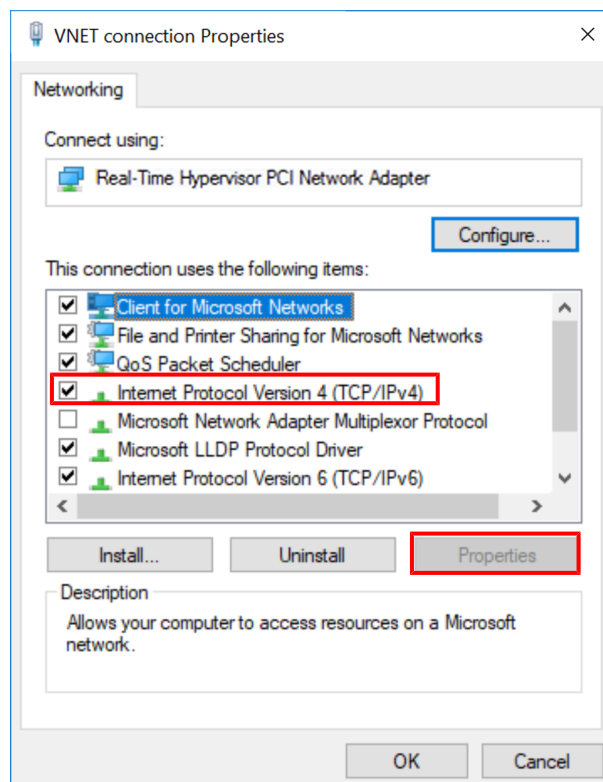 VNET connection Properties
Networking
Connect using:
Real-Time Hypervisor PCI Network Adapter
Configure...
This connection uses the following items:
Client for Microsoft Networks
File and Printer Sharing for Microsoft Networks
QoS Packet Scheduler
Internet Protocol Version 4 (TCP/IPv4)
Microsoft Network Adapter Multiplexor Protocol
Microsoft LLDP Protocol Driver
Internet Protocol Version 6 (TCP/IPv6)
Install... Uninstall Properties
Description
Allows your computer to access resources on a Microsoft
network.
OK Cancel